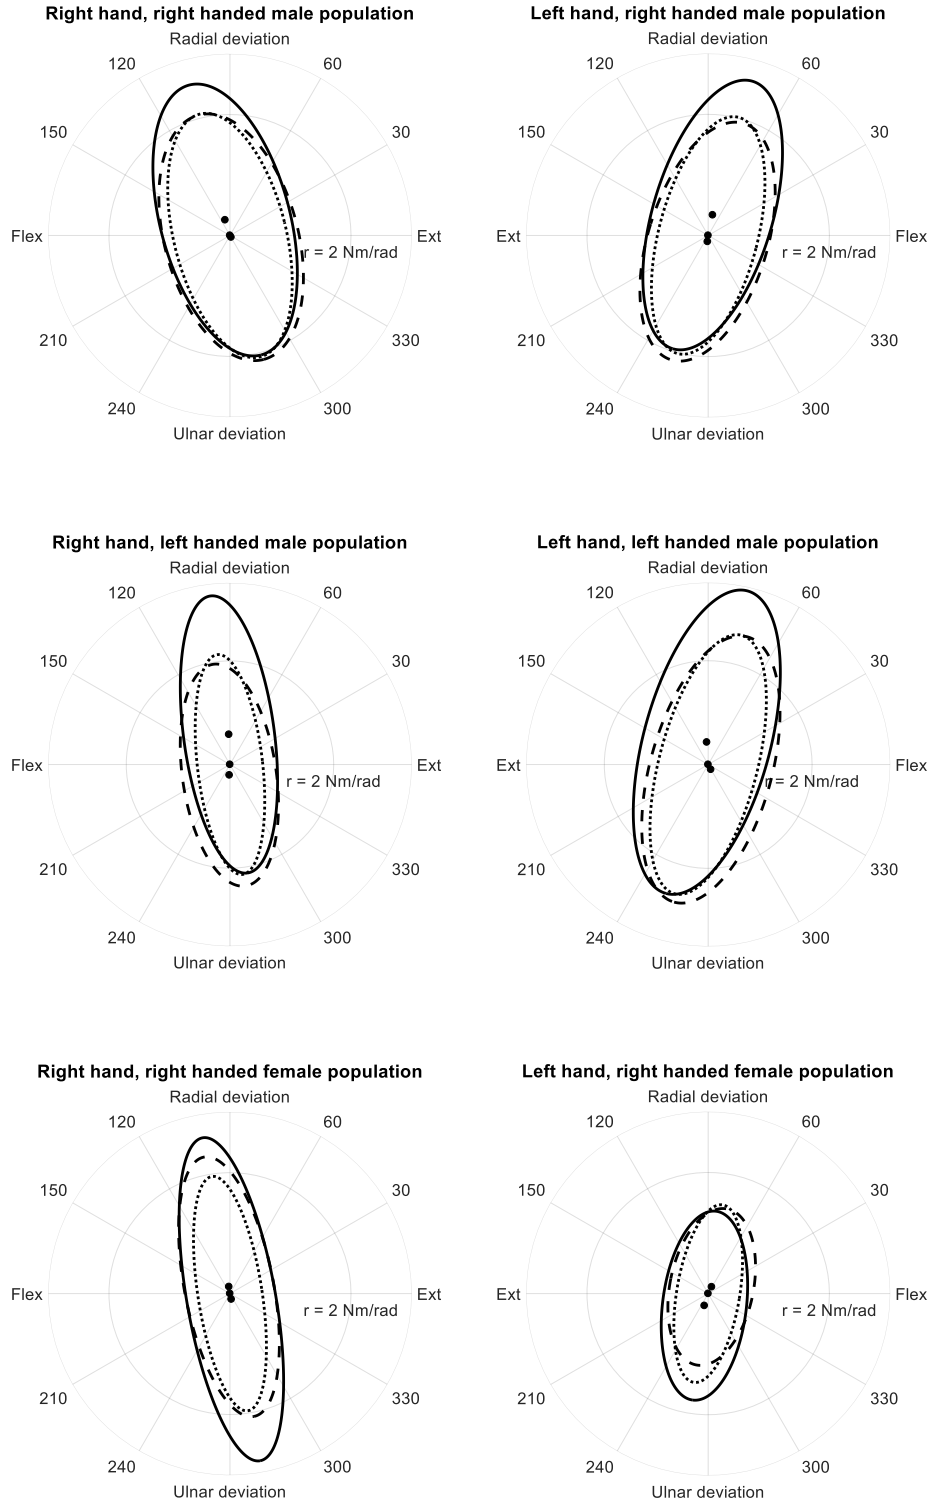 Right hand, right handed male population
Left hand, right handed male population
Radial deviation
Radial deviation
120
60
120
60
150
30
150
30
Flex
Ext
Ext
Flex
r = 2 Nm/rad
r = 2 Nm/rad
210
330
210
330
240
300
240
300
Ulnar deviation
Ulnar deviation
Right hand, left handed male population
Left hand, left handed male population
Radial deviation
Radial deviation
120
60
120
60
150
30
150
30
Flex
Ext
Ext
Flex
r = 2 Nm/rad
r = 2 Nm/rad
210
330
210
330
240
300
240
300
Ulnar deviation
Ulnar deviation
Right hand, right handed female population
Left hand, right handed female population
Radial deviation
Radial deviation
120
60
120
60
150
30
150
30
Flex
Ext
Ext
Flex
r = 2 Nm/rad
r = 2 Nm/rad
210
330
210
330
240
300
240
300
Ulnar deviation
Ulnar deviation